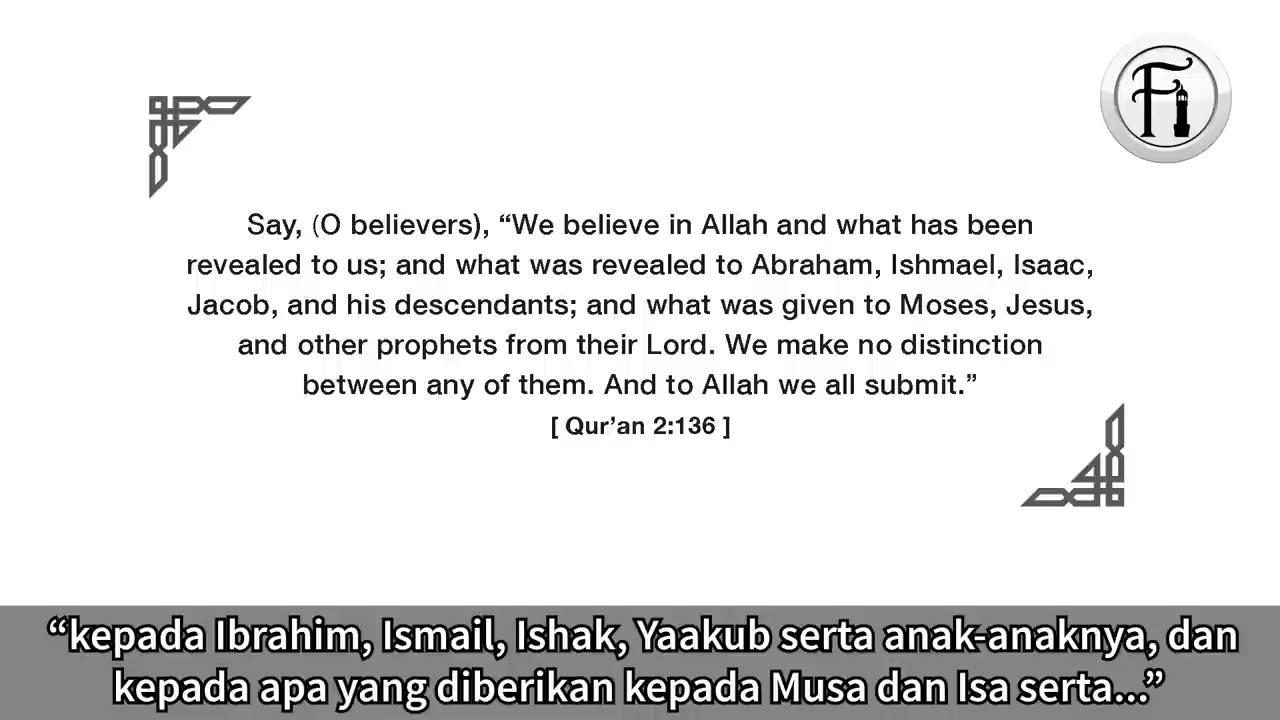 Fi
Say, (O believers), “We believe in Allah and what has been
revealed to us; and what was revealed to Abraham, Ishmael, Isaac,
Jacob, and his descendants; and what was given to Moses, Jesus,
and other prophets from their Lord. We make no distinction
between any of them. And to Allah we all submit.”
[ Qur’an 2:136 ]
“kepada Ibrahim, Ismail, Ishak, Yaakub serta anak-anaknya, dan
kepada apa yang diberikan kepada Musa dan Isa serta...”